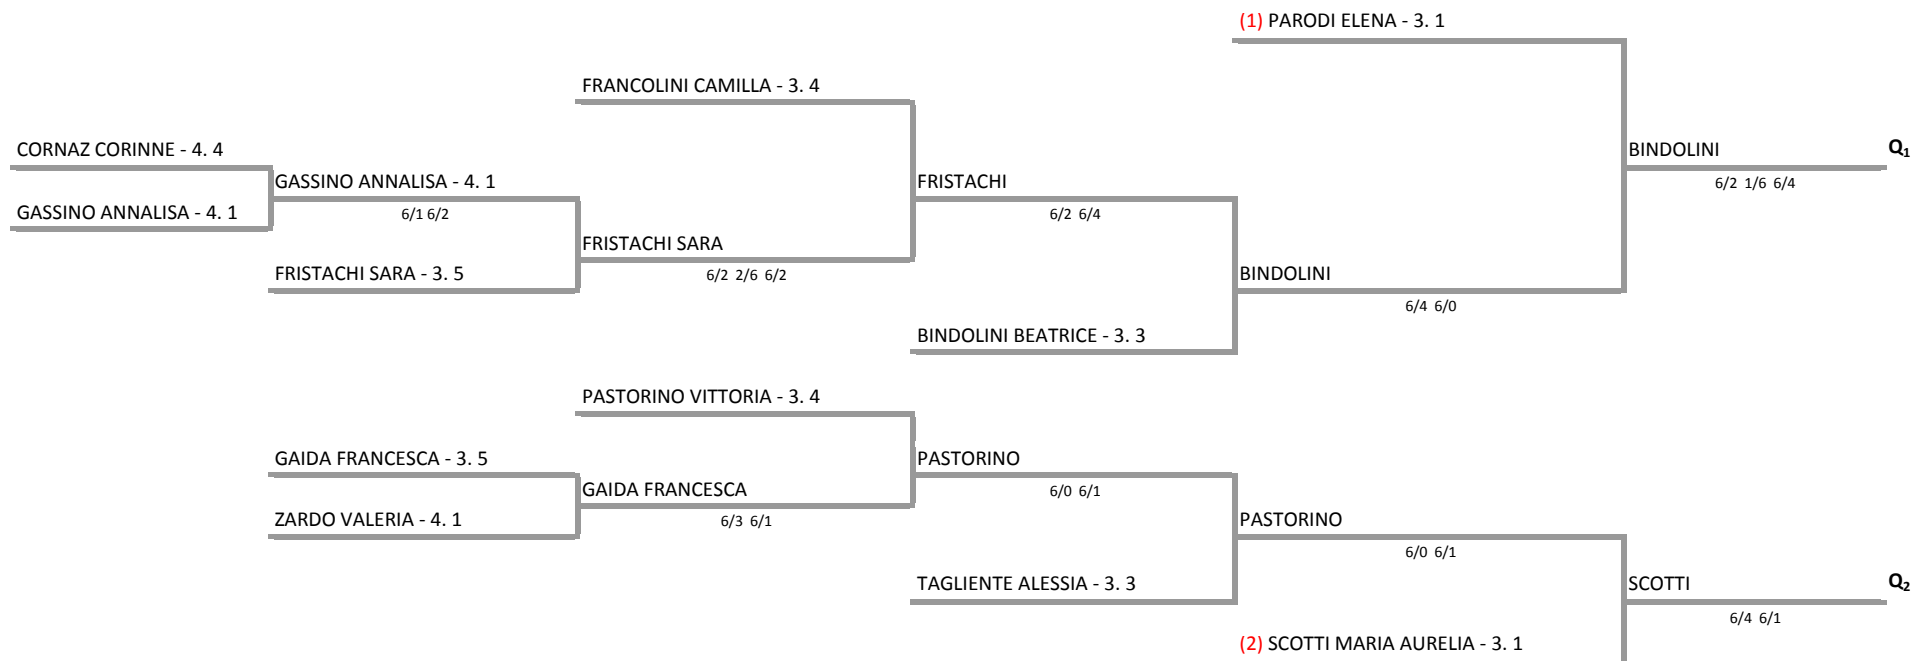 (1) PARODI ELENA - 3. 1
FRANCOLINI CAMILLA - 3. 4
CORNAZ CORINNE - 4. 4
BINDOLINI
Q₁
GASSINO ANNALISA - 4. 1
FRISTACHI
6/2 1/6 6/4
GASSINO ANNALISA - 4. 1
6/1 6/2
6/2 6/4
FRISTACHI SARA
FRISTACHI SARA - 3. 5
6/2 2/6 6/2
BINDOLINI
6/4 6/0
BINDOLINI BEATRICE - 3. 3
PASTORINO VITTORIA - 3. 4
GAIDA FRANCESCA - 3. 5
PASTORINO
GAIDA FRANCESCA
6/0 6/1
ZARDO VALERIA - 4. 1
6/3 6/1
PASTORINO
6/0 6/1
TAGLIENTE ALESSIA - 3. 3
SCOTTI
Q₂
6/4 6/1
(2) SCOTTI MARIA AURELIA - 3. 1